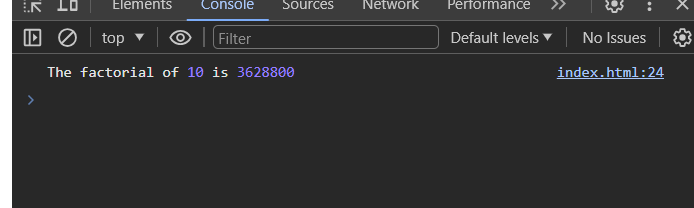 Elements Console Sources Network Performance
top Filter Default levels No Issues
The factorial of 10 is 3628800 index.html:24